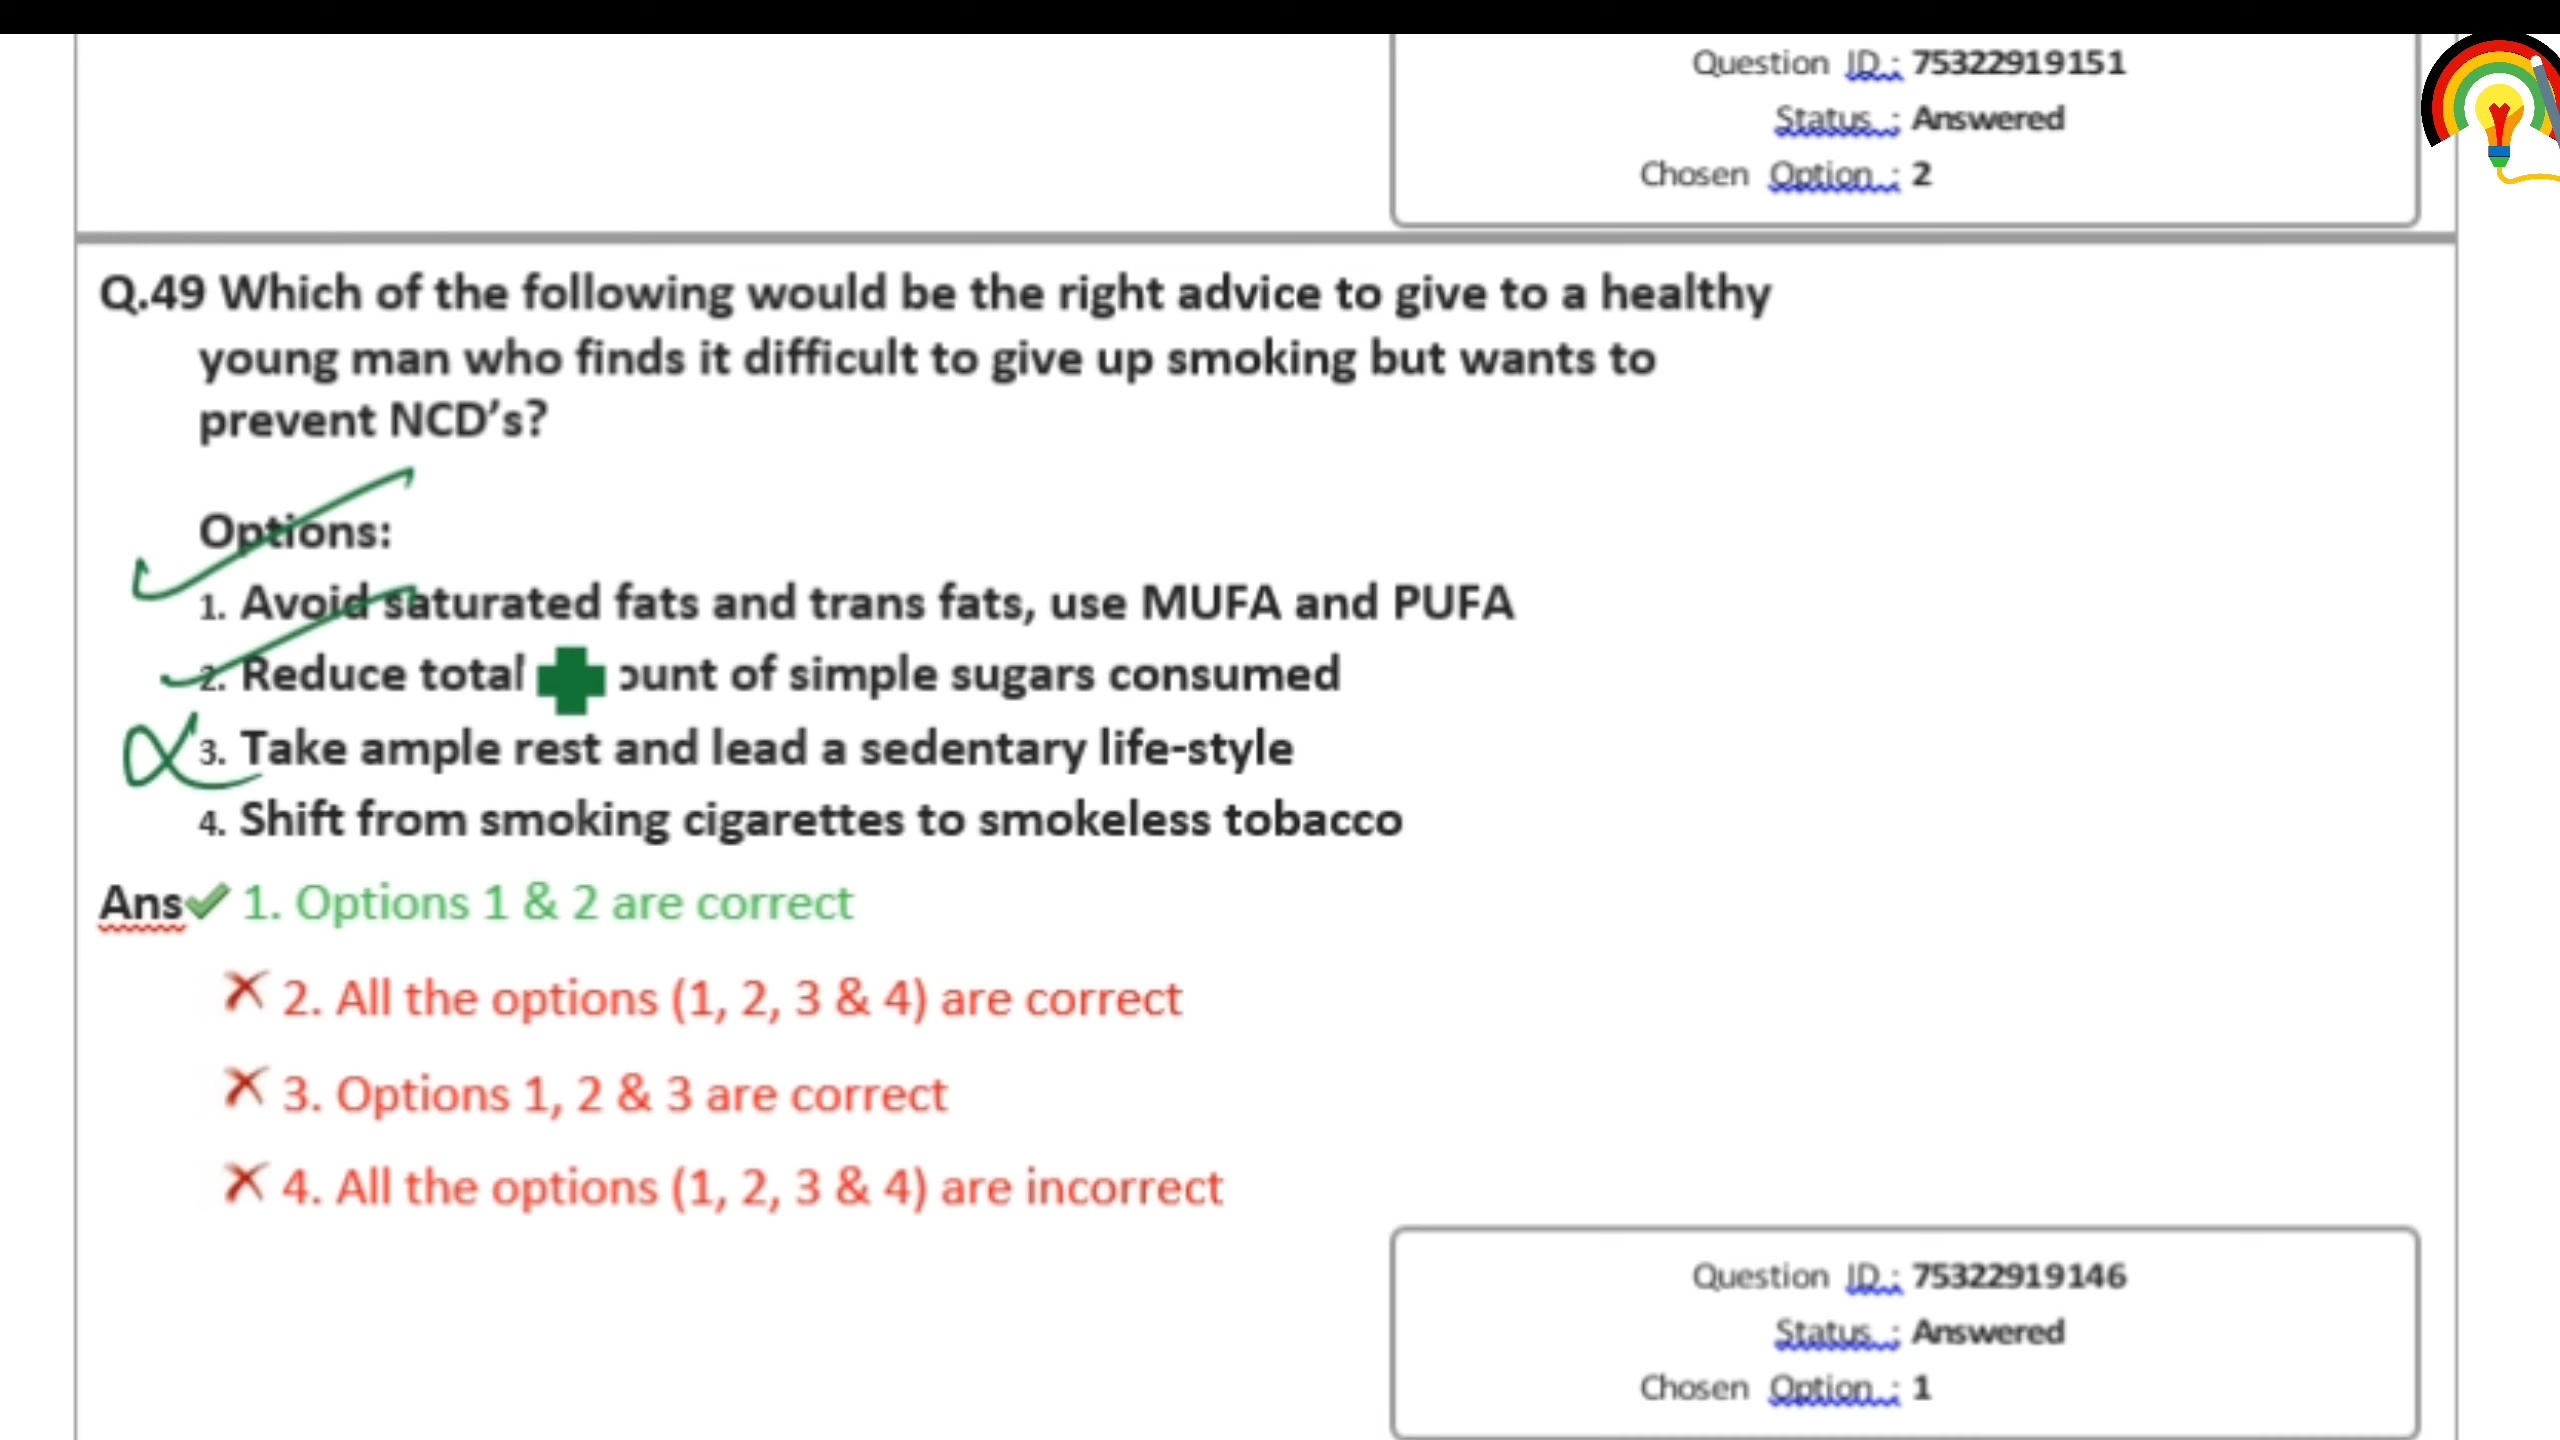 Question ID : 75322919151
Status : Answered
Chosen Option : 2
Q.49 Which of the following would be the right advice to give to a healthy
young man who finds it difficult to give up smoking but wants to
prevent NCD's?
Options:
1. Avoid saturated fats and trans fats, use MUFA and PUFA
2. Reduce total ount of simple sugars consumed
3. Take ample rest and lead a sedentary life-style
4. Shift from smoking cigarettes to smokeless tobacco
Ans 1. Options 1 & 2 are correct
2. All the options (1, 2, 3 & 4) are correct
3. Options 1, 2 & 3 are correct
4. All the options (1, 2, 3 & 4) are incorrect
Question ID : 75322919146
Status : Answered
Chosen Option : 1